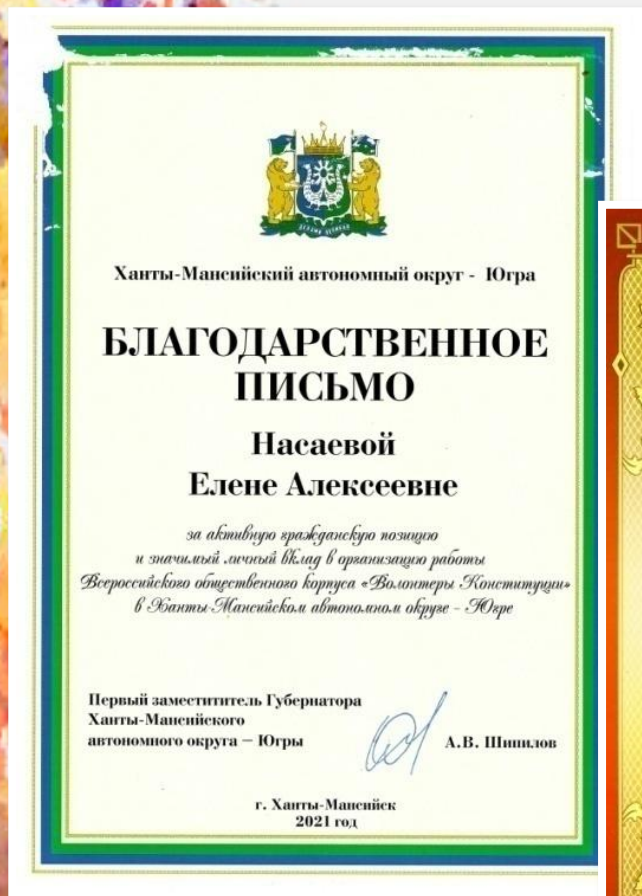 Ханты-Мансийский автономный округ - Югра
БЛАГОДАРСТВЕННОЕ
ПИСЬМО
Насаевой
Елене Алексеевне
за активную гражданскую позицию
и значимый личный вклад в организацию работы
Всероссийского общественного корпуса «Волонтеры Конституции»
в Ханты-Мансийском автономном округе - Югре
Первый заместититель Губернатора
Ханты-Мансийского
автономного округа – Югры
А.В. Шипилов
г. Ханты-Мансийск
2021 год